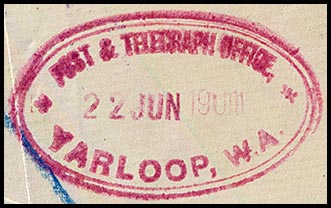 POST & TELEGRAPH OFFICE,
22 JUN
YARLOOP, W.A.